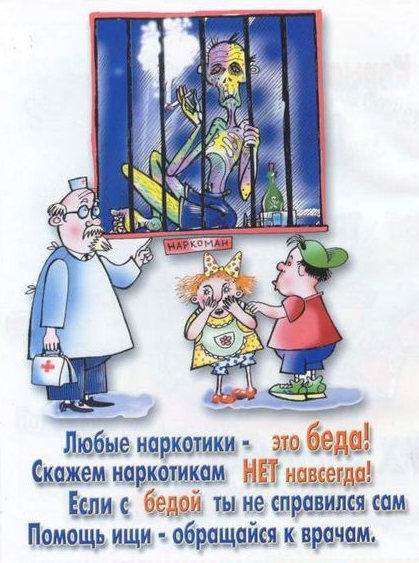 НАРКОМАН
Любые наркотики - это беда!
Скажем наркотикам НЕТ навсегда!
Если с бедой ты не справился сам
Помощь ищи - обращайся к врачам.